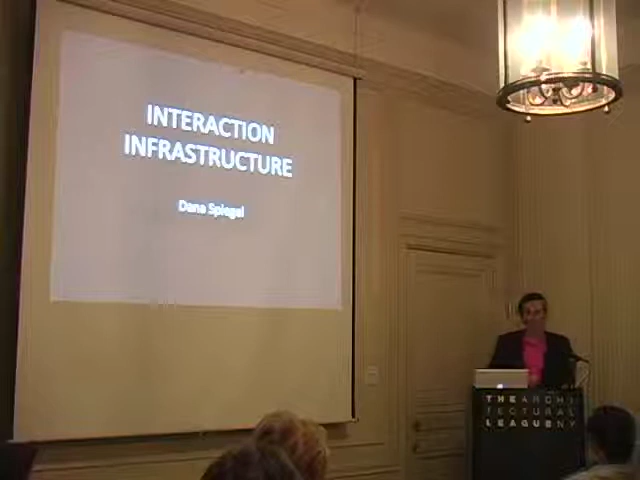 INTERACTION
INFRASTRUCTURE
Dana Spiegel
THEARCHI
TECTURAL
LEAGUENY